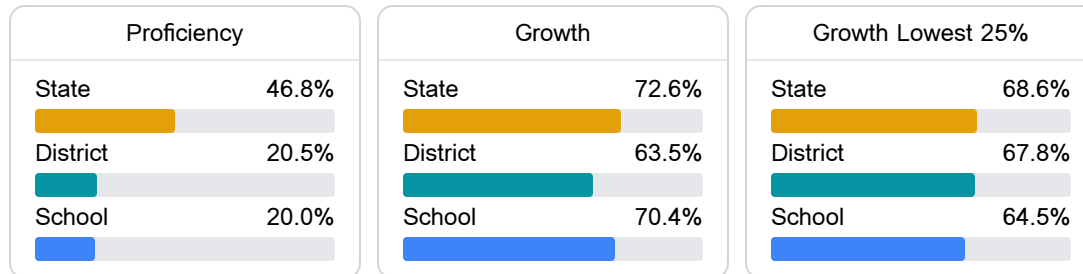 Proficiency
State 46.8%
District 20.5%
School 20.0%
Growth
State 72.6%
District 63.5%
School 70.4%
Growth Lowest 25%
State 68.6%
District 67.8%
School 64.5%